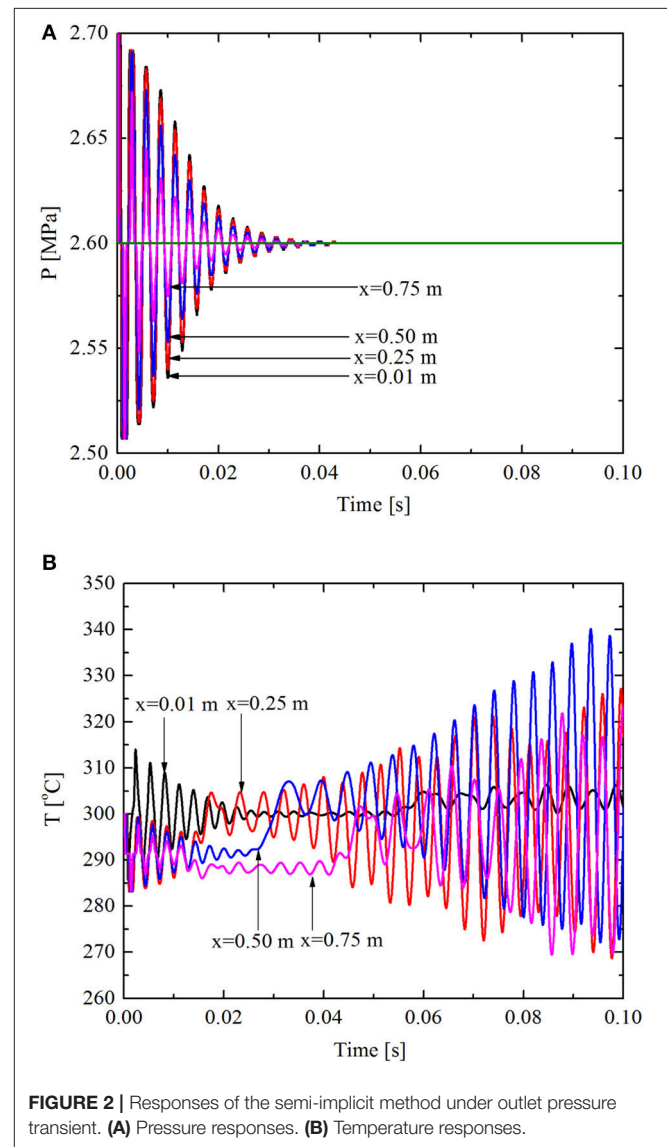 A
2.70
2.65
2.60
2.55
2.50
P [MPa]
x=0.75 m
x=0.50 m
x=0.25 m
x=0.01 m
0.00 0.02 0.04 0.06 0.08 0.10
Time [s]
B
350
340
330
320
310
300
290
280
270
260
T [°C]
x=0.01 m
x=0.25 m
x=0.50 m
x=0.75 m
0.00 0.02 0.04 0.06 0.08 0.10
Time [s]
FIGURE 2 | Responses of the semi-implicit method under outlet pressure
transient. (A) Pressure responses. (B) Temperature responses.